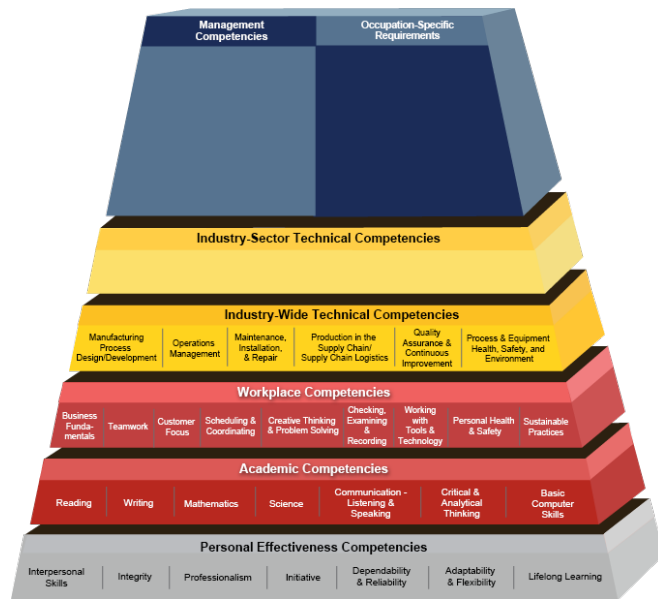 Management
Competencies
Occupation-Specific
Requirements
Industry-Sector Technical Competencies
Industry-Wide Technical Competencies
Manufacturing
Process
Design/Development
Operations
Management
Maintenance,
Installation,
& Repair
Production in the
Supply Chain/
Supply Chain Logistics
Quality
Assurance &
Continuous
Improvement
Process & Equipment
Health, Safety, and
Environment
Workplace Competencies
Business
Funda-
mentals
Teamwork
Customer
Focus
Scheduling &
Coordinating
Creative Thinking
& Problem Solving
Checking,
Examining
&
Recording
Working
with
Tools &
Technology
Personal Health
& Safety
Sustainable
Practices
Academic Competencies
Reading
Writing
Mathematics
Science
Communication -
Listening &
Speaking
Critical &
Analytical
Thinking
Basic
Computer
Skills
Personal Effectiveness Competencies
Interpersonal
Skills
Integrity
Professionalism
Initiative
Dependability
& Reliability
Adaptability
& Flexibility
Lifelong Learning